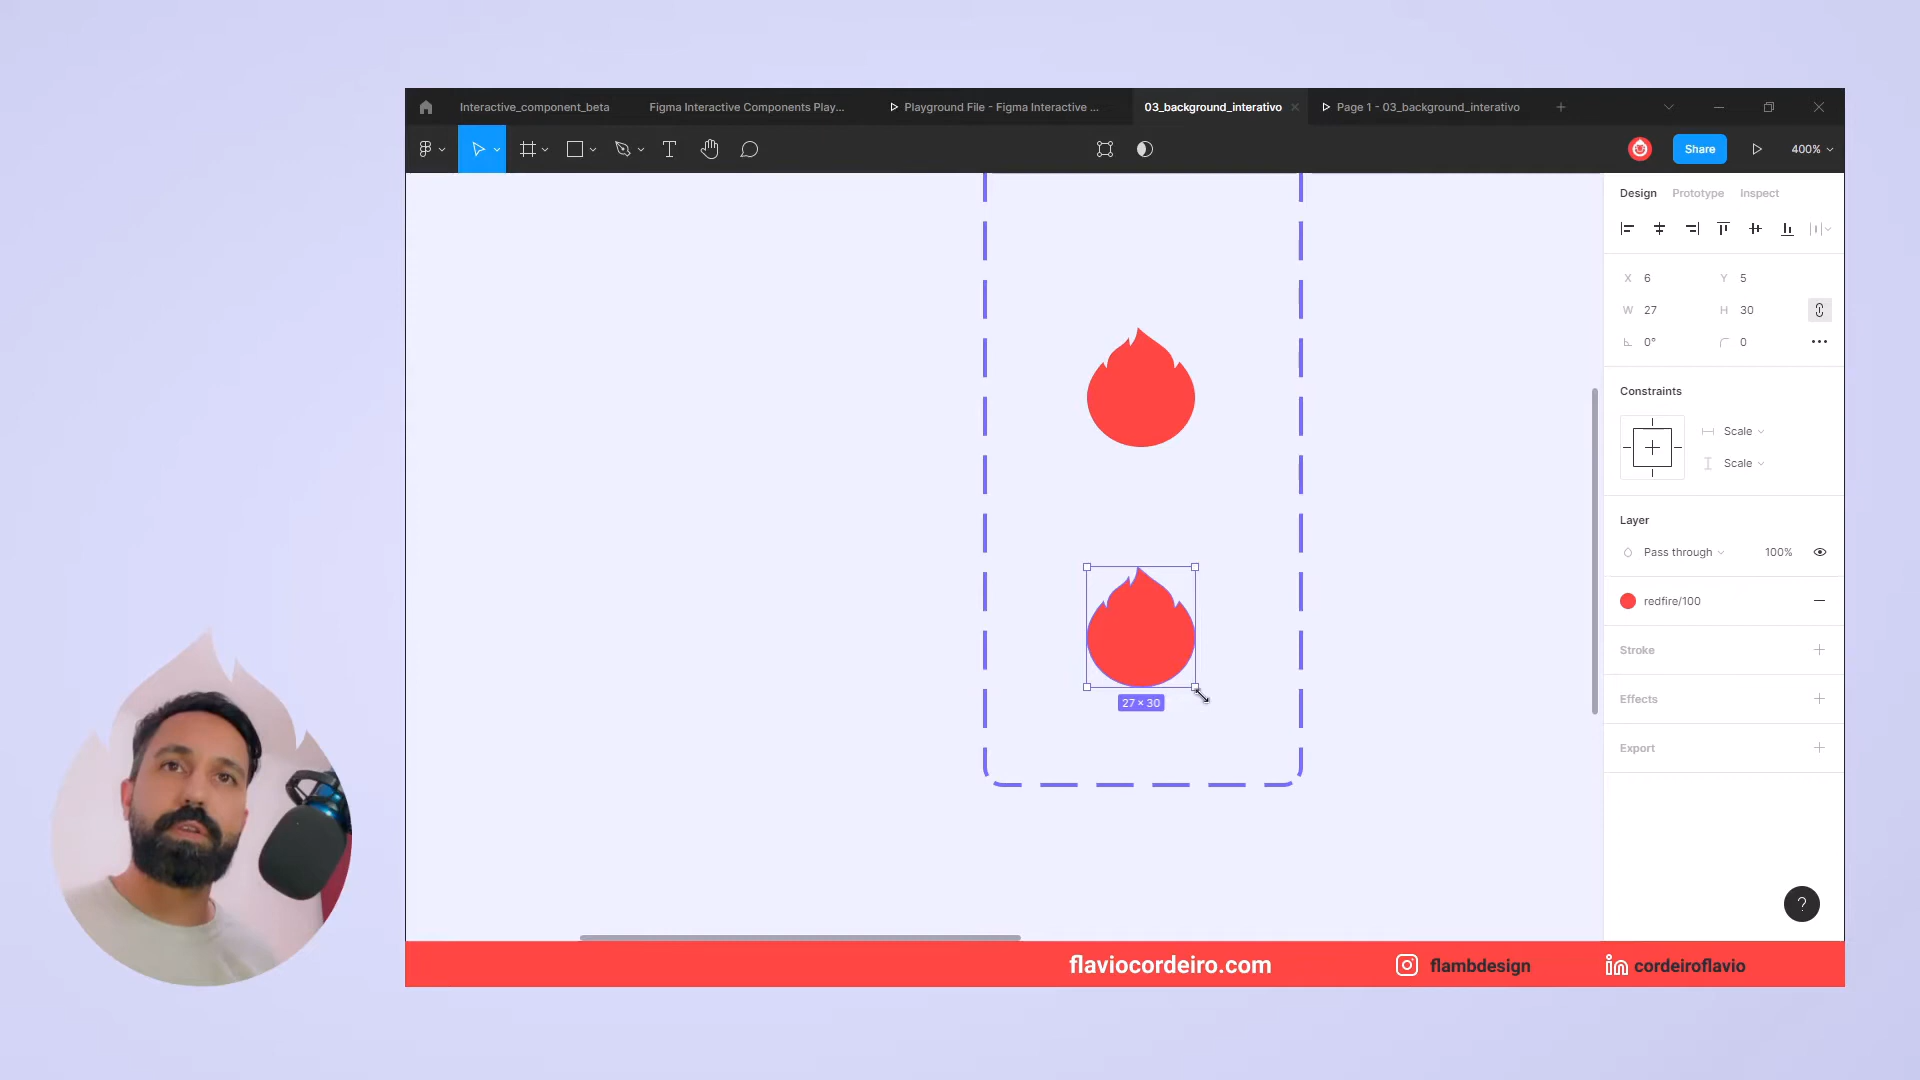 Interactive_component_beta
Figma Interactive Components Play...
Playground File - Figma Interactive ...
03_background_interativo
Page 1 - 03_background_interativo
Share
400%
Design Prototype Inspect
X 6 Y 5
W 27 H 30
0° 0
Constraints
Scale
Scale
Layer
Pass through 100%
redfire/100
Stroke
Effects
Export
27 × 30
?
flaviocordeiro.com
flambdesign
in cordeiroflavio